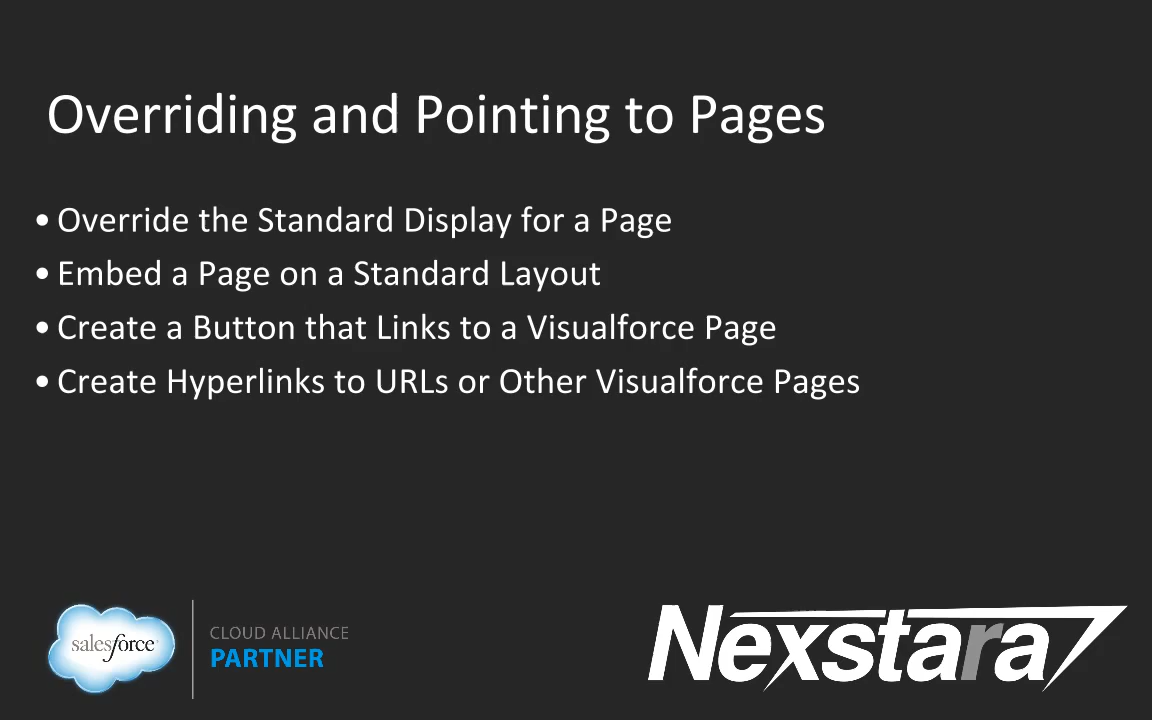 Overriding and Pointing to Pages
• Override the Standard Display for a Page
• Embed a Page on a Standard Layout
• Create a Button that Links to a Visualforce Page
• Create Hyperlinks to URLs or Other Visualforce Pages
salesforce
CLOUD ALLIANCE
PARTNER
Nexstara